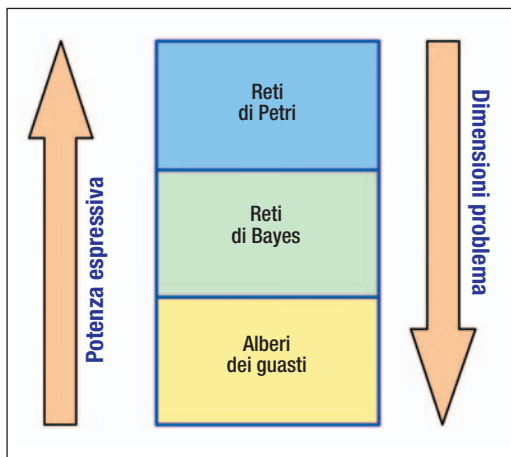 Potenza espressiva
Reti
di Petri
Reti
di Bayes
Alberi
dei guasti
Dimensioni problema